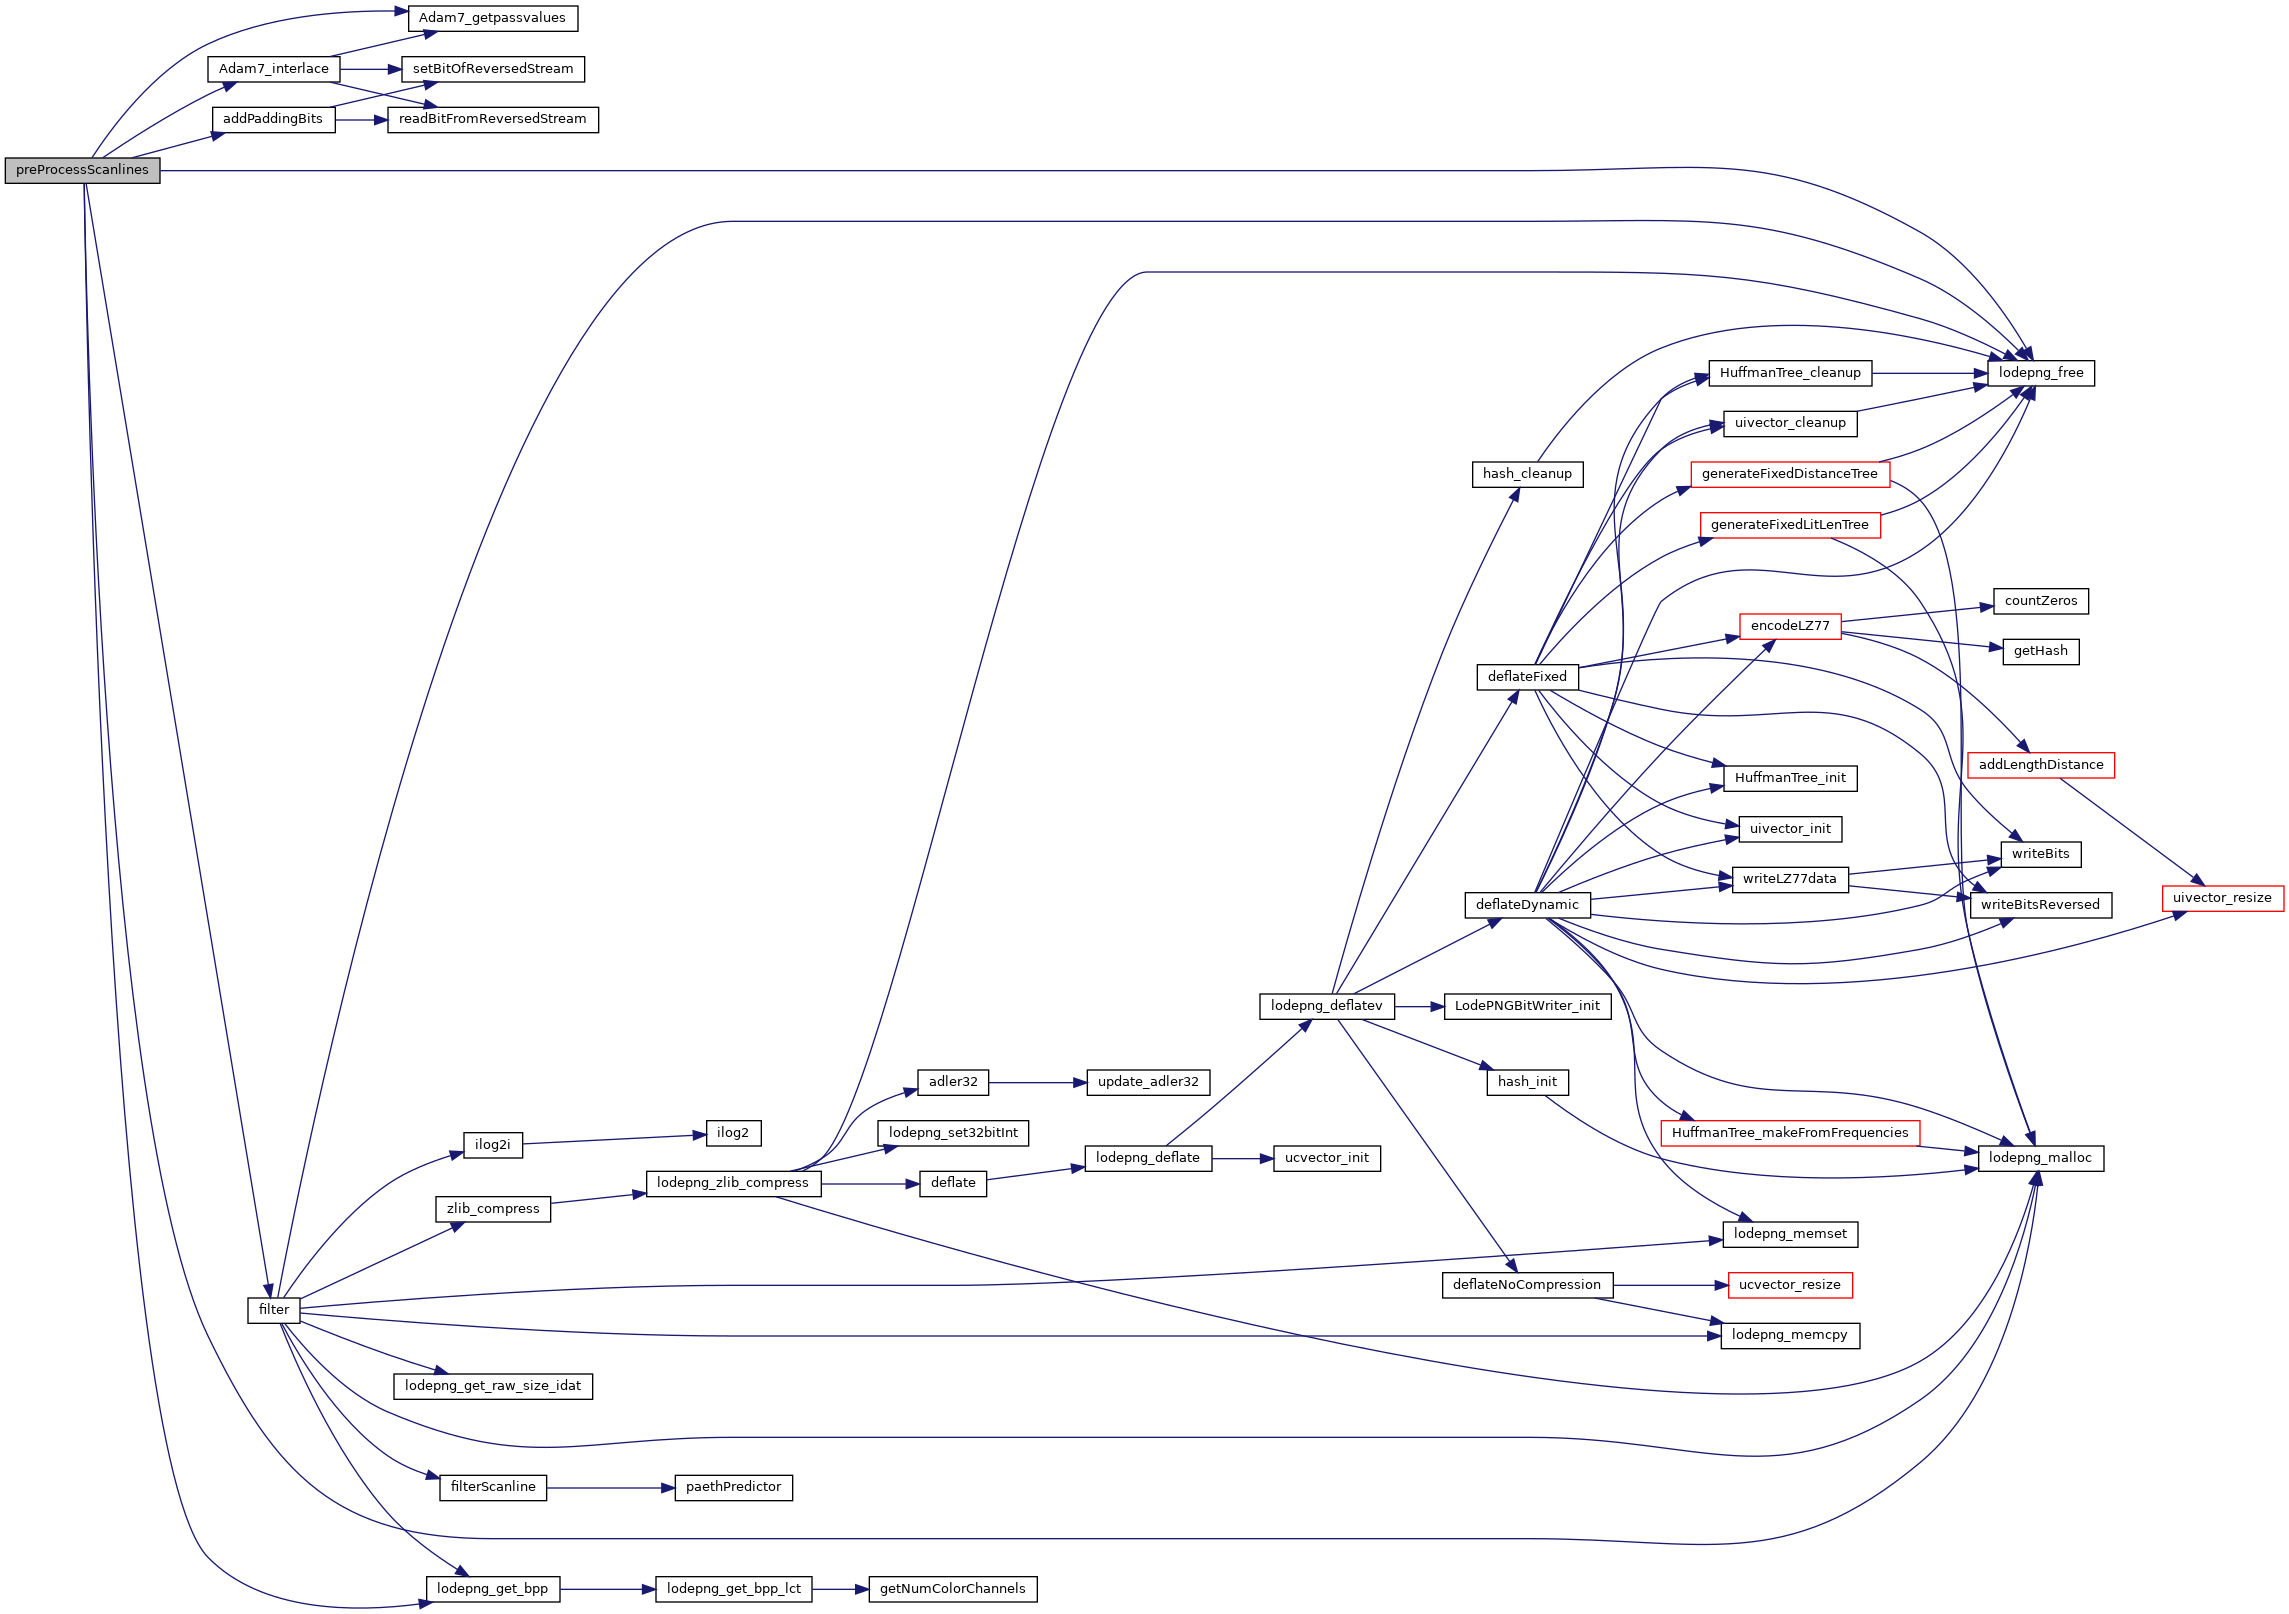 Adam7_getpassvalues
Adam7_interlace
setBitOfReversedStream
addPaddingBits
readBitFromReversedStream
preProcessScanlines
HuffmanTree_cleanup
lodepng_free
uivector_cleanup
hash_cleanup
generateFixedDistanceTree
generateFixedLitLenTree
countZeros
encodeLZ77
getHash
deflateFixed
addLengthDistance
HuffmanTree_init
uivector_init
writeBits
writeLZ77data
uivector_resize
deflateDynamic
writeBitsReversed
lodepng_deflatev
LodePNGBitWriter_init
adler32
update_adler32
hash_init
ilog2
lodepng_set32bitInt
HuffmanTree_makeFromFrequencies
ilog2i
lodepng_deflate
ucvector_init
lodepng_malloc
lodepng_zlib_compress
deflate
zlib_compress
lodepng_memset
deflateNoCompression
ucvector_resize
filter
lodepng_memcpy
lodepng_get_raw_size_idat
filterScanline
paethPredictor
lodepng_get_bpp
lodepng_get_bpp_lct
getNumColorChannels